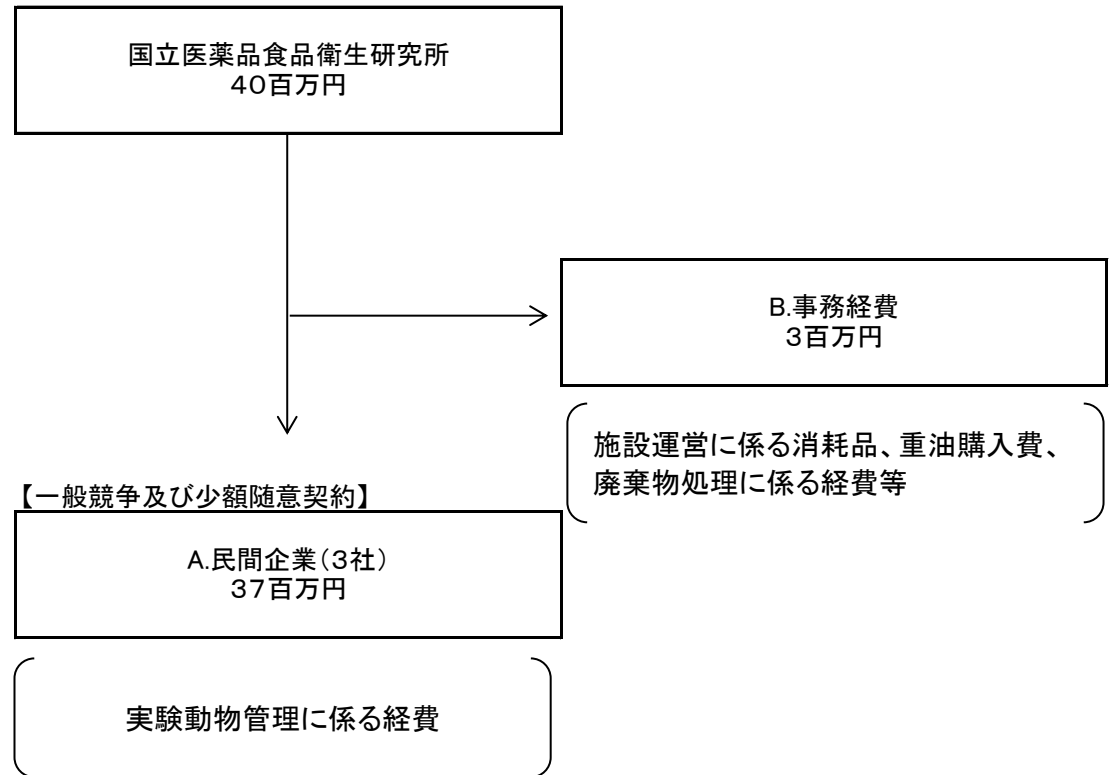 国立医薬品食品衛生研究所
４０百万円
B.事務経費
３百万円
施設運営に係る消耗品、重油購入費、
廃棄物処理に係る経費等
【一般競争及び少額随意契約】
A.民間企業（３社）
３７百万円
実験動物管理に係る経費